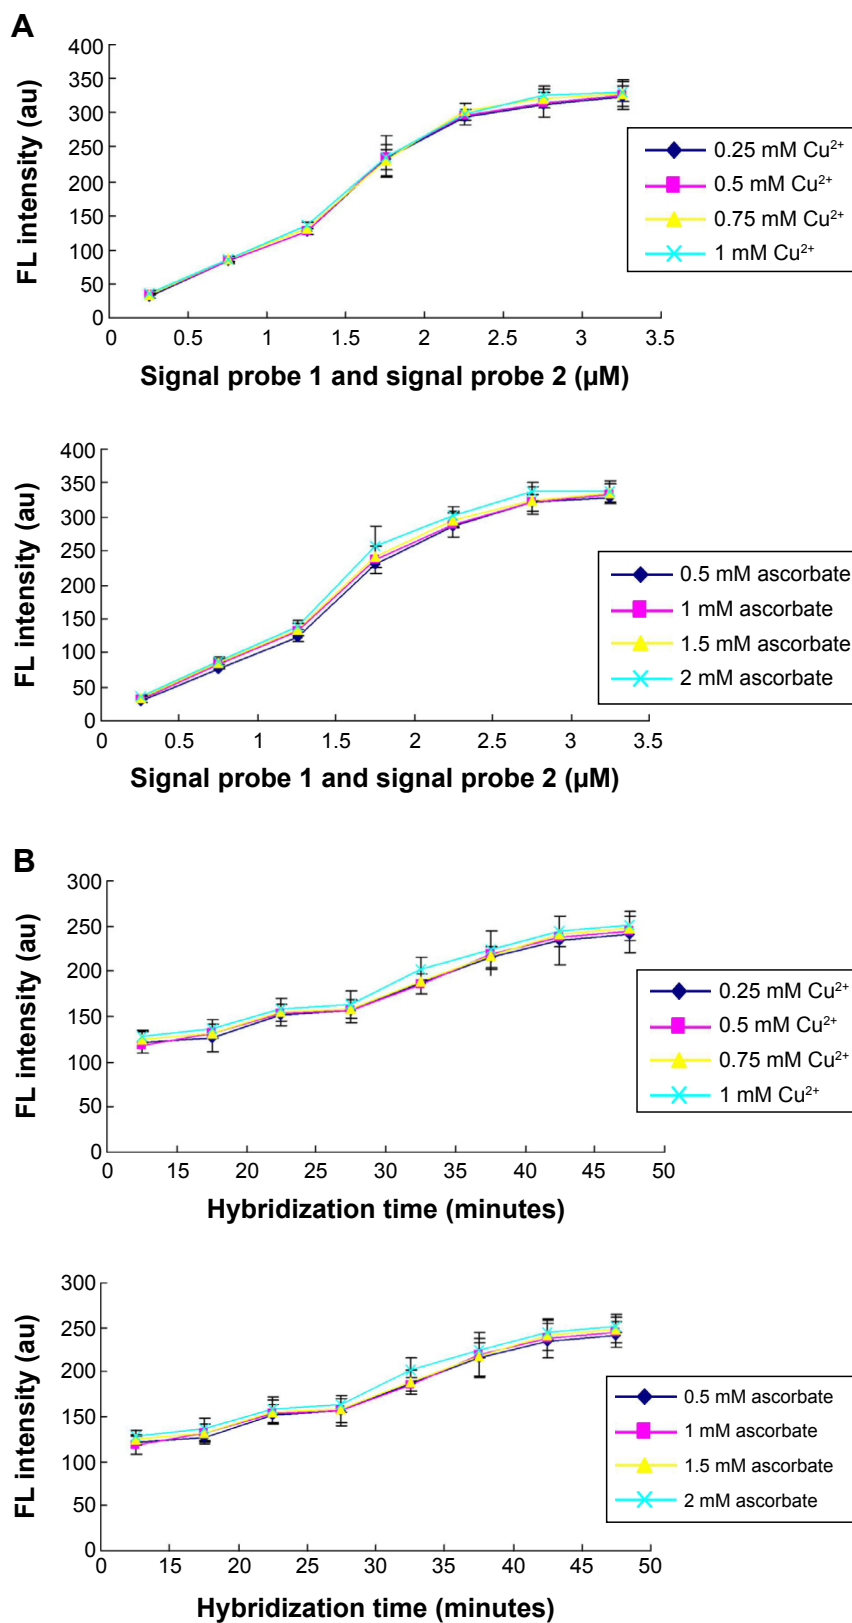 A
400
350
300
250
200
150
100
50
0
FL intensity (au)
0 0.5 1 1.5 2 2.5 3 3.5
Signal probe 1 and signal probe 2 (µM)
0.25 mM Cu²⁺
0.5 mM Cu²⁺
0.75 mM Cu²⁺
1 mM Cu²⁺
400
350
300
250
200
150
100
50
0
FL intensity (au)
0 0.5 1 1.5 2 2.5 3 3.5
Signal probe 1 and signal probe 2 (µM)
0.5 mM ascorbate
1 mM ascorbate
1.5 mM ascorbate
2 mM ascorbate
B
300
250
200
150
100
50
0
FL intensity (au)
10 15 20 25 30 35 40 45 50
Hybridization time (minutes)
0.25 mM Cu²⁺
0.5 mM Cu²⁺
0.75 mM Cu²⁺
1 mM Cu²⁺
300
250
200
150
100
50
0
FL intensity (au)
10 15 20 25 30 35 40 45 50
Hybridization time (minutes)
0.5 mM ascorbate
1 mM ascorbate
1.5 mM ascorbate
2 mM ascorbate